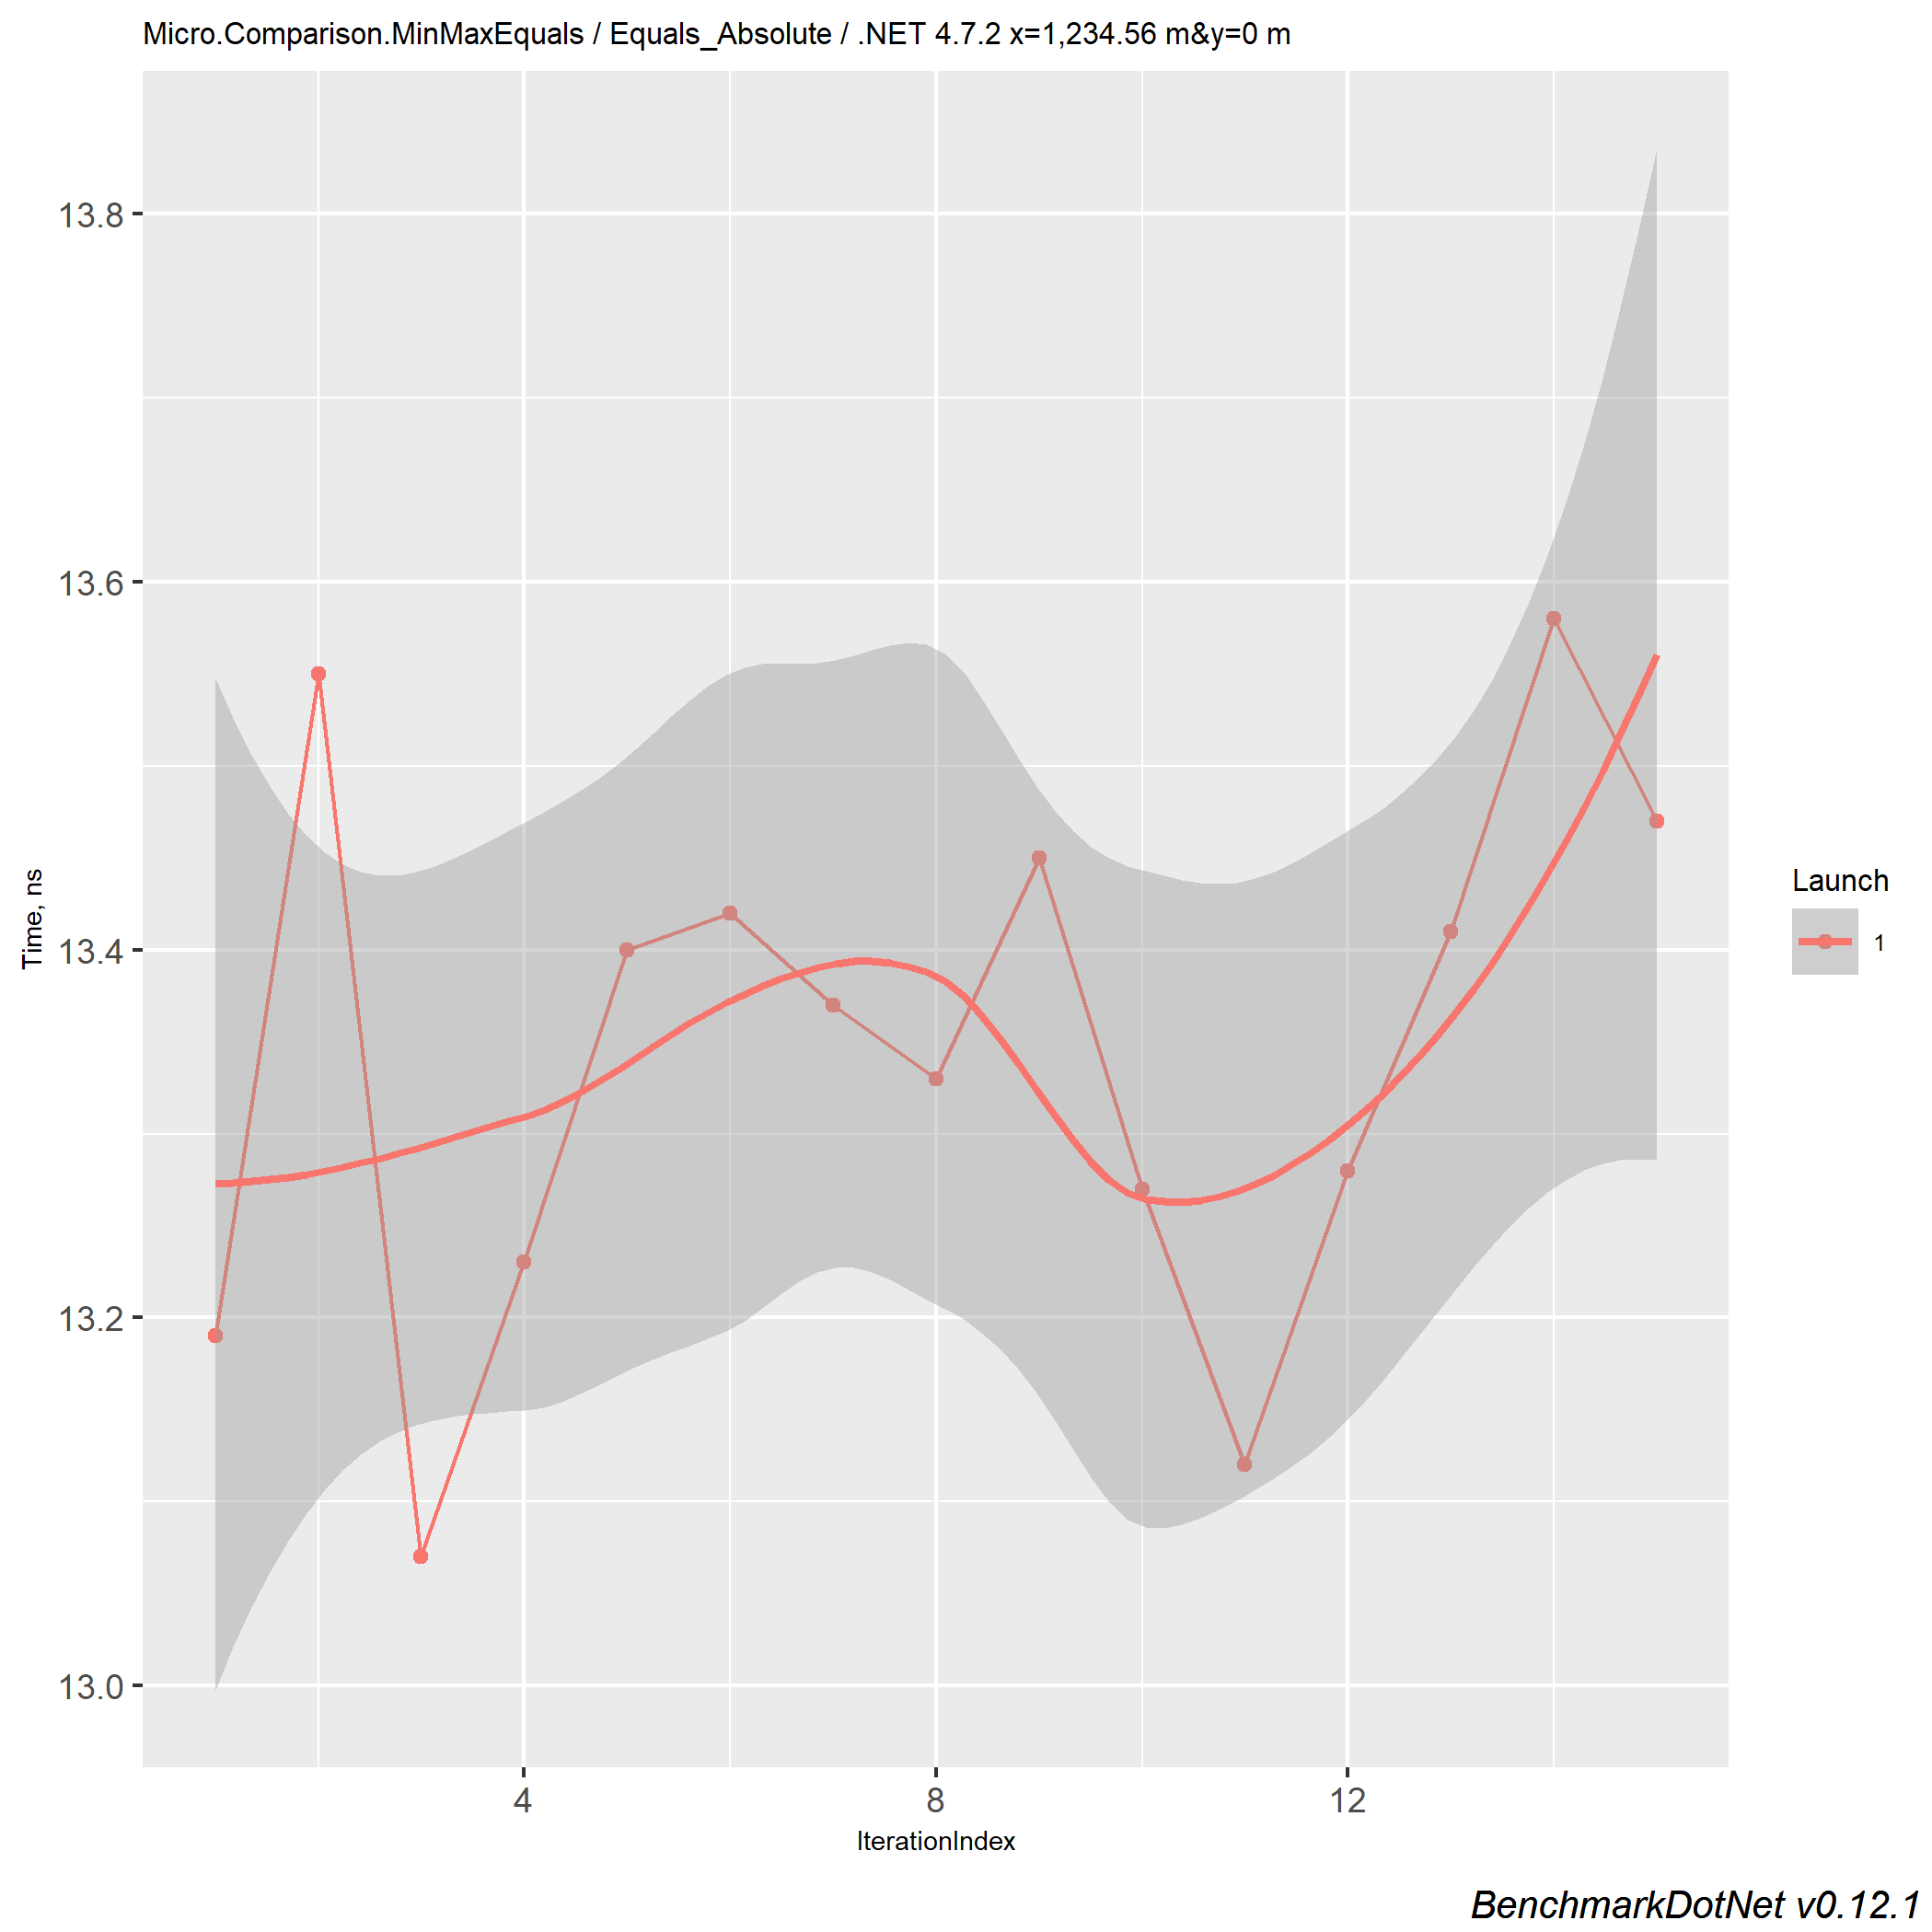 Micro.Comparison.MinMaxEquals / Equals_Absolute / .NET 4.7.2 x=1,234.56 m&y=0 m
13.8
13.6
13.4
13.2
13.0
Time, ns
4
8
12
IterationIndex
Launch
1
BenchmarkDotNet v0.12.1